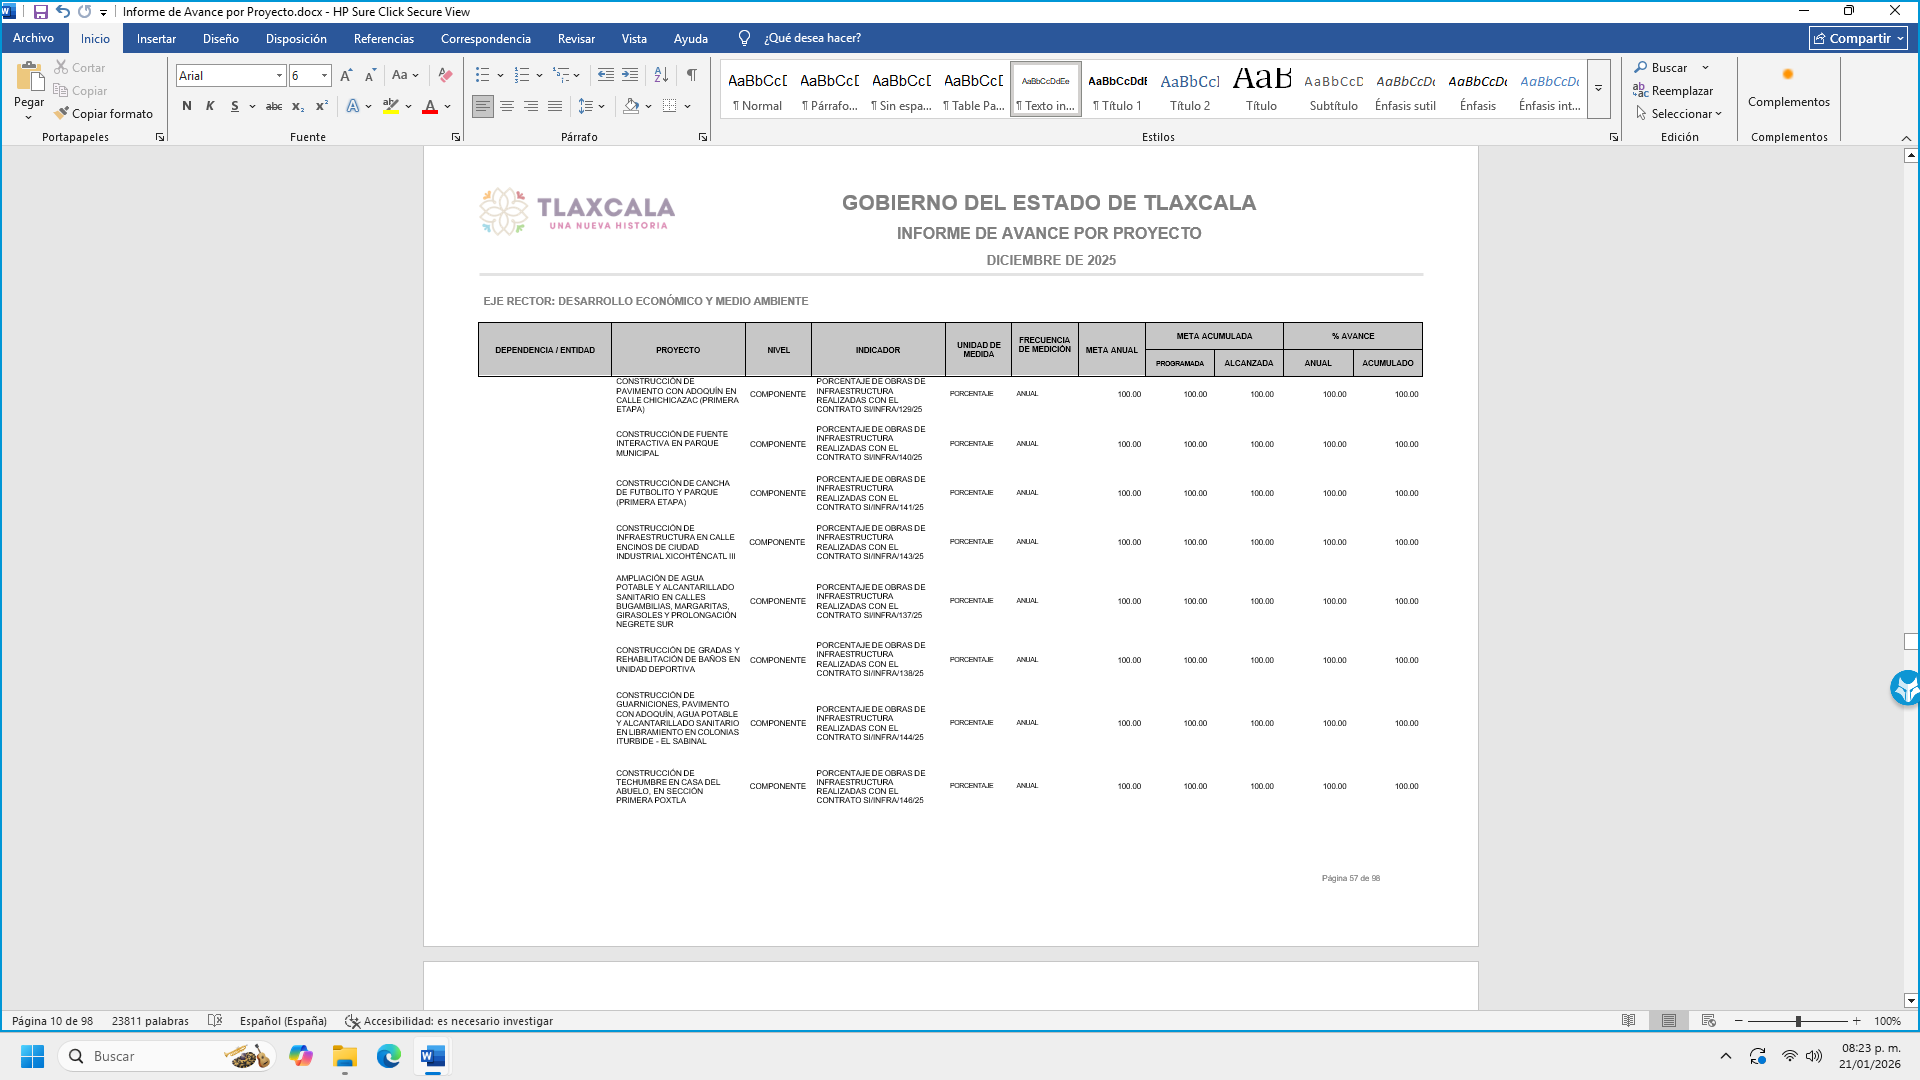 Informe de Avance por Proyecto.docx - HP Sure Click Secure View
Archivo Inicio Insertar Diseño Disposición Referencias Correspondencia Revisar Vista Ayuda ¿Qué desea hacer? Compartir
Pegar
Cortar
Copiar
Copiar formato
Portapapeles
Arial 6
Fuente
Párrafo
AaBbCcD AaBbCcD AaBbCcD AaBbCcD AaBbCcDdEe AaBbCcDdE AaBbCcI AaB AaBbCcD AaBbCcDc AaBbCcDc AaBbCcDc
¶ Normal ¶ Párrafo... ¶ Sin espa... ¶ Table Pa... ¶ Texto in... ¶ Título 1 Título 2 Título Subtítulo Énfasis sutil Énfasis Énfasis int...
Estilos
Buscar
Reemplazar
Seleccionar
Edición
Complementos
Complementos
TLAXCALA
UNA NUEVA HISTORIA
GOBIERNO DEL ESTADO DE TLAXCALA
INFORME DE AVANCE POR PROYECTO
DICIEMBRE DE 2025
EJE RECTOR: DESARROLLO ECONÓMICO Y MEDIO AMBIENTE
DEPENDENCIA / ENTIDAD PROYECTO NIVEL INDICADOR UNIDAD DE MEDIDA FRECUENCIA DE MEDICIÓN META ANUAL META ACUMULADA % AVANCE
PROGRAMADA ALCANZADA ANUAL ACUMULADO
CONSTRUCCIÓN DE
PAVIMENTO CON ADOQUÍN EN
CALLE CHICHICAZAC (PRIMERA
ETAPA)
COMPONENTE
PORCENTAJE DE OBRAS DE
INFRAESTRUCTURA
REALIZADAS CON EL
CONTRATO SI/INFRA/129/25
PORCENTAJE ANUAL 100.00 100.00 100.00 100.00 100.00
CONSTRUCCIÓN DE FUENTE
INTERACTIVA EN PARQUE
MUNICIPAL
COMPONENTE
PORCENTAJE DE OBRAS DE
INFRAESTRUCTURA
REALIZADAS CON EL
CONTRATO SI/INFRA/140/25
PORCENTAJE ANUAL 100.00 100.00 100.00 100.00 100.00
CONSTRUCCIÓN DE CANCHA
DE FUTBOLITO Y PARQUE
(PRIMERA ETAPA)
COMPONENTE
PORCENTAJE DE OBRAS DE
INFRAESTRUCTURA
REALIZADAS CON EL
CONTRATO SI/INFRA/141/25
PORCENTAJE ANUAL 100.00 100.00 100.00 100.00 100.00
CONSTRUCCIÓN DE
INFRAESTRUCTURA EN CALLE
ENCINOS DE CIUDAD
INDUSTRIAL XICOHTÉNCATL III
COMPONENTE
PORCENTAJE DE OBRAS DE
INFRAESTRUCTURA
REALIZADAS CON EL
CONTRATO SI/INFRA/143/25
PORCENTAJE ANUAL 100.00 100.00 100.00 100.00 100.00
AMPLIACIÓN DE AGUA
POTABLE Y ALCANTARILLADO
SANITARIO EN CALLES
BUGAMBILIAS, MARGARITAS,
GIRASOLES Y PROLONGACIÓN
NEGRETE SUR
COMPONENTE
PORCENTAJE DE OBRAS DE
INFRAESTRUCTURA
REALIZADAS CON EL
CONTRATO SI/INFRA/137/25
PORCENTAJE ANUAL 100.00 100.00 100.00 100.00 100.00
CONSTRUCCIÓN DE GRADAS Y
REHABILITACIÓN DE BAÑOS EN
UNIDAD DEPORTIVA
COMPONENTE
PORCENTAJE DE OBRAS DE
INFRAESTRUCTURA
REALIZADAS CON EL
CONTRATO SI/INFRA/138/25
PORCENTAJE ANUAL 100.00 100.00 100.00 100.00 100.00
CONSTRUCCIÓN DE
GUARNICIONES, PAVIMENTO
CON ADOQUÍN, AGUA POTABLE
Y ALCANTARILLADO SANITARIO
EN LIBRAMIENTO EN COLONIAS
ITURBIDE - EL SABINAL
COMPONENTE
PORCENTAJE DE OBRAS DE
INFRAESTRUCTURA
REALIZADAS CON EL
CONTRATO SI/INFRA/144/25
PORCENTAJE ANUAL 100.00 100.00 100.00 100.00 100.00
CONSTRUCCIÓN DE
TECHUMBRE EN CASA DEL
ABUELO, EN SECCIÓN
PRIMERA POXTLA
COMPONENTE
PORCENTAJE DE OBRAS DE
INFRAESTRUCTURA
REALIZADAS CON EL
CONTRATO SI/INFRA/146/25
PORCENTAJE ANUAL 100.00 100.00 100.00 100.00 100.00
Página 57 de 98
Página 10 de 98 23811 palabras Español (España) Accesibilidad: es necesario investigar 100%
Buscar
08:23 p. m.
21/01/2026